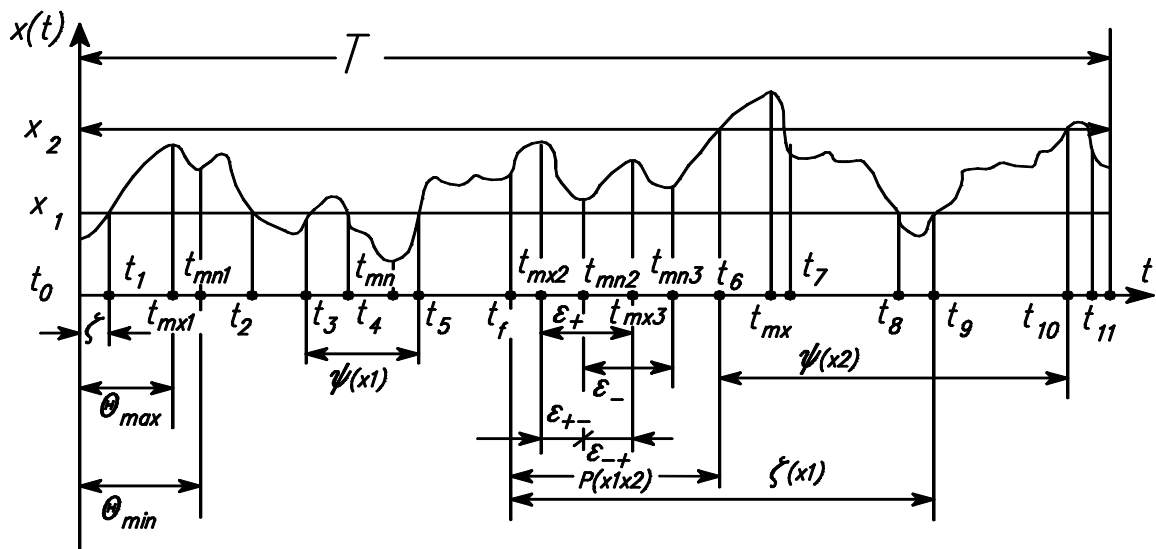 x(t)
T
x2
x1
t0 t1 tmn1 tmn tmx2 tmn2 tmn3 t6 t7 t
ζ tmx1 t2 t3 t4 t5 tf ε+ tmx3 tmx t8 t9 t10 t11
Θmax ψ(x1) ε- ψ(x2)
ε+- ε-+
Θmin P(x1x2) ζ(x1)